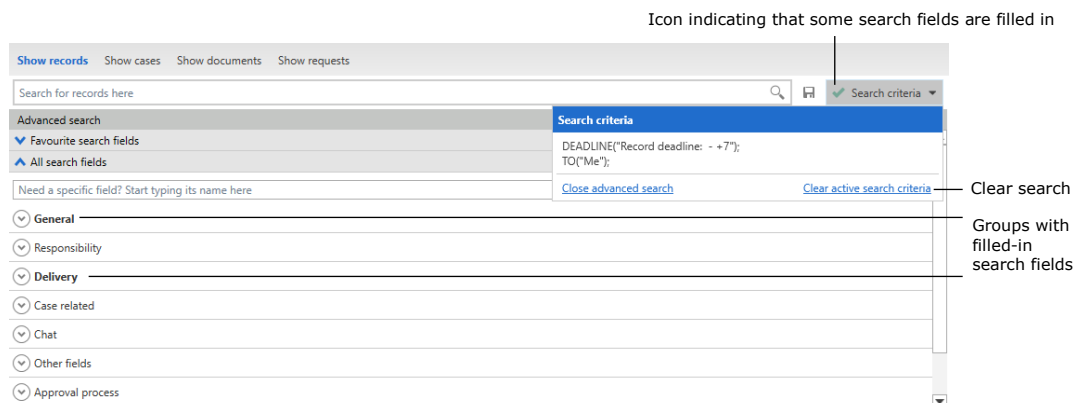 Icon indicating that some search fields are filled in
Show records Show cases Show documents Show requests
Search for records here
Search criteria
Advanced search
Search criteria
Favourite search fields
DEADLINE("Record deadline:  - +7");
TO("Me");
All search fields
Need a specific field? Start typing its name here
Close advanced search Clear active search criteria
Clear search
General
Groups with
filled-in
search fields
Responsibility
Delivery
Case related
Chat
Other fields
Approval process